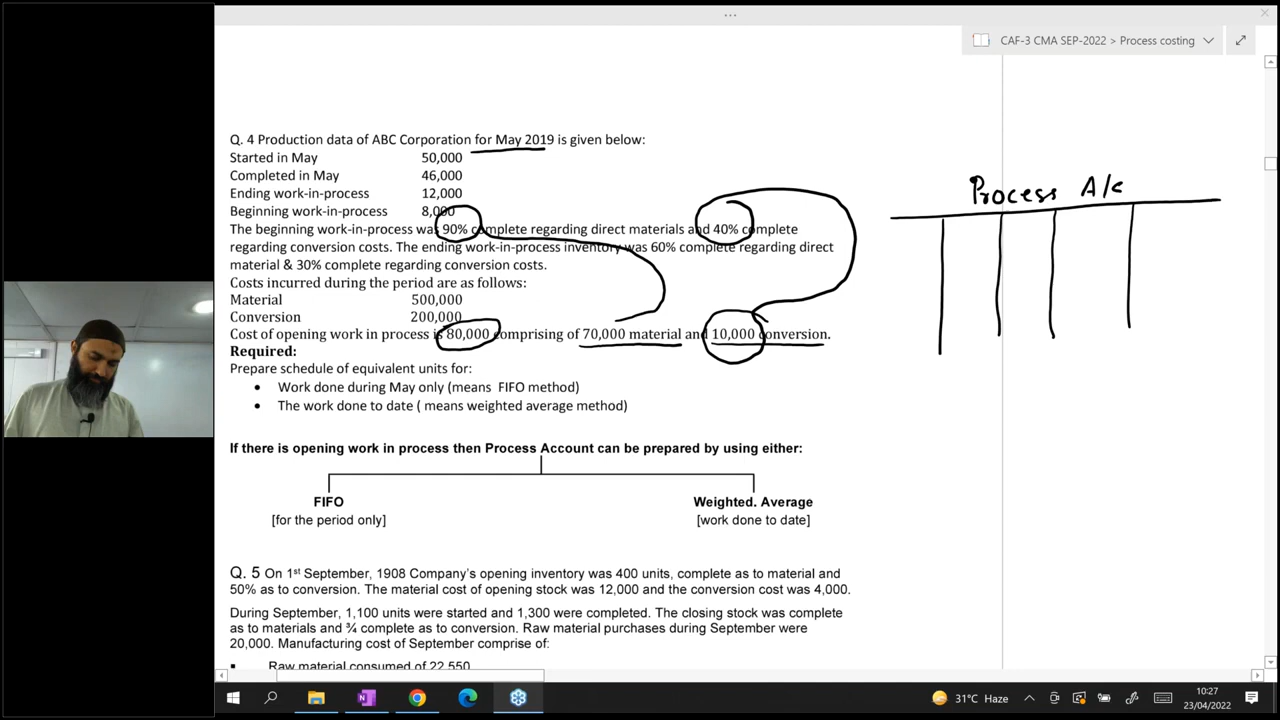 CAF-3 CMA SEP-2022 > Process costing
Q. 4 Production data of ABC Corporation for May 2019 is given below:
Started in May 50,000
Completed in May 46,000
Ending work-in-process 12,000
Beginning work-in-process 8,000
The beginning work-in-process was 90% complete regarding direct materials and 40% complete
regarding conversion costs. The ending work-in-process inventory was 60% complete regarding direct
material & 30% complete regarding conversion costs.
Costs incurred during the period are as follows:
Material 500,000
Conversion 200,000
Cost of opening work in process is 80,000 comprising of 70,000 material and 10,000 conversion.
Required:
Prepare schedule of equivalent units for:
• Work done during May only (means FIFO method)
• The work done to date ( means weighted average method)
If there is opening work in process then Process Account can be prepared by using either:
FIFO Weighted. Average
[for the period only] [work done to date]
Q. 5 On 1st September, 1908 Company's opening inventory was 400 units, complete as to material and
50% as to conversion. The material cost of opening stock was 12,000 and the conversion cost was 4,000.
During September, 1,100 units were started and 1,300 were completed. The closing stock was complete
as to materials and ¾ complete as to conversion. Raw material purchases during September were
20,000. Manufacturing cost of September comprise of:
▪ Raw material consumed of 22,550
Process A/c
31°C Haze
10:27
23/04/2022